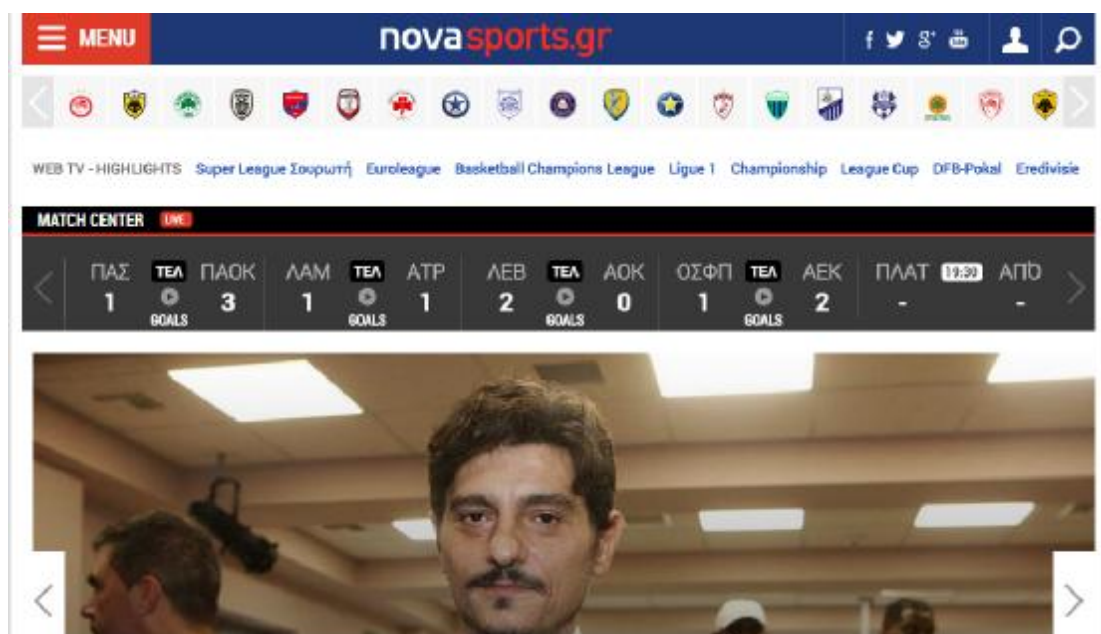 MENU novasports.gr
WEB TV - HIGHLIGHTS Super League Σουρωτή Euroleague Basketball Champions League Ligue 1 Championship League Cup DFB-Pokal Eredivisie
MATCH CENTER LIVE
ΠΑΣ ΤΕΛ ΠΑΟΚ ΛΑΜ ΤΕΛ ΑΤΡ ΛΕΒ ΤΕΛ ΑΟΚ ΟΣΦΠ ΤΕΛ ΑΕΚ ΠΛΑΤ 19:30 ΑΠΌ
1 3 1 1 2 0 1 2 - -
GOALS GOALS GOALS GOALS